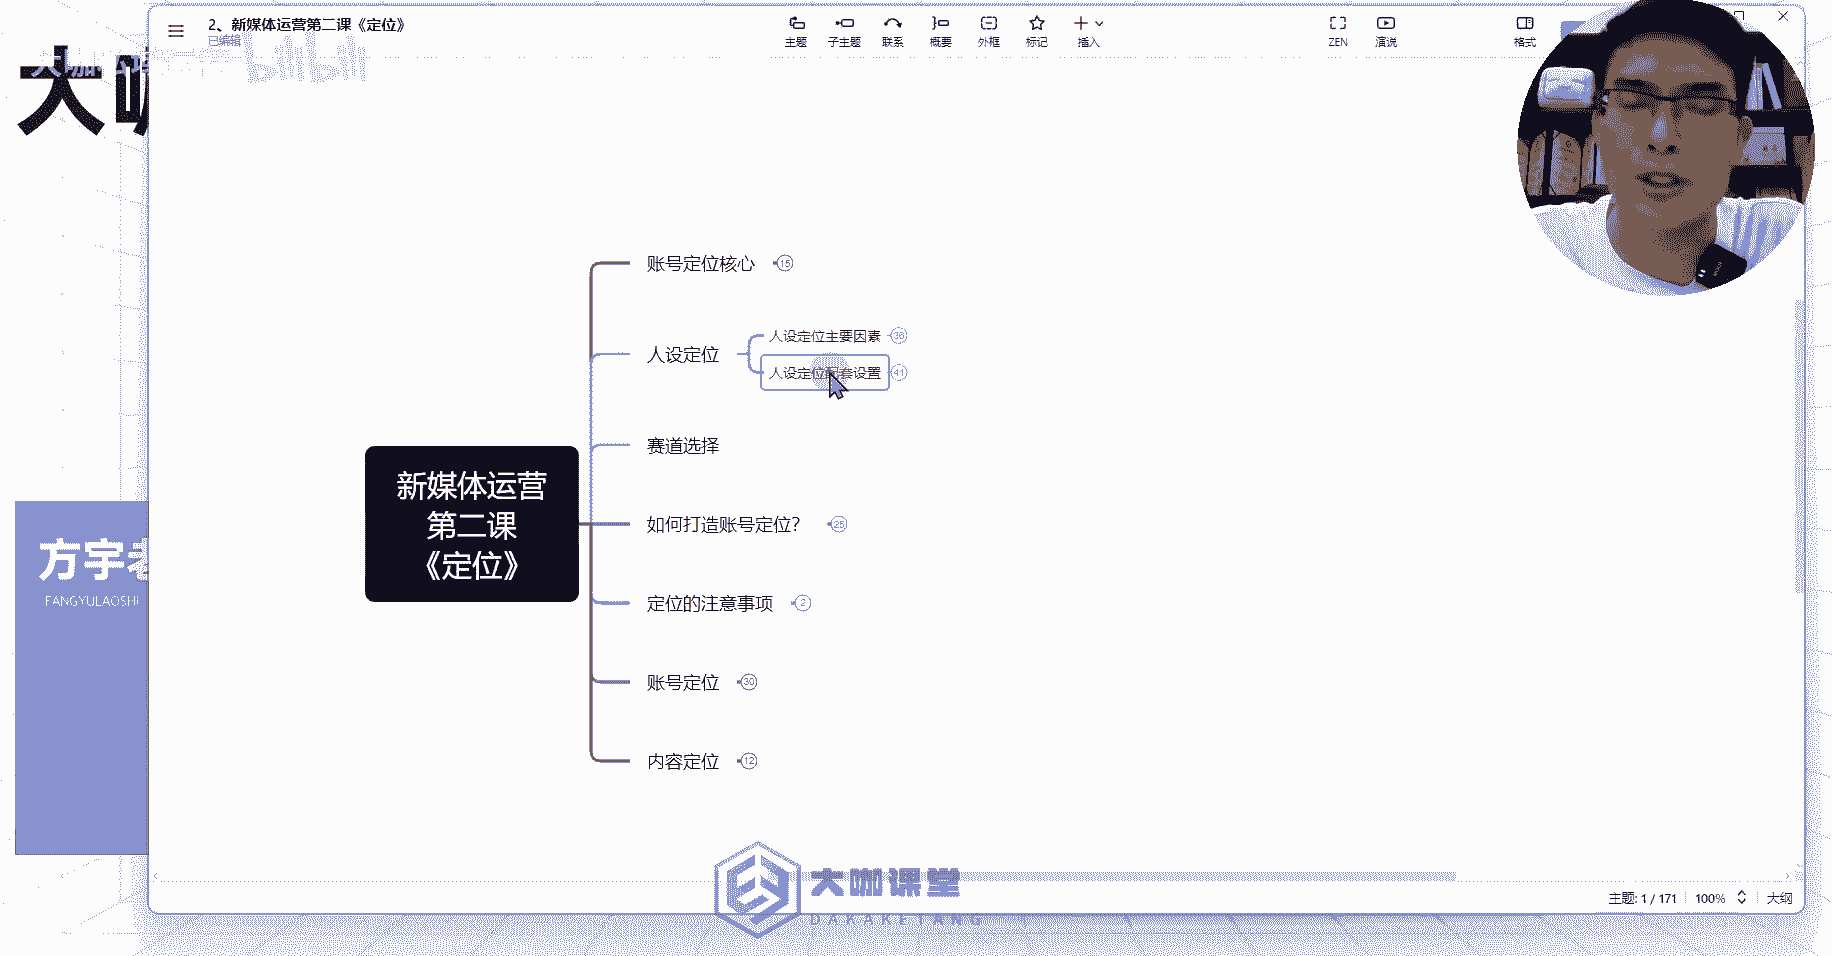 2、新媒体运营第二课《定位》
已编辑
主题
子主题
联系
概要
外框
标记
插入
ZEN
演说
格式
bilibili
大咖
账号定位核心
15
人设定位
人设定位主要因素
36
人设定位配套设置
41
赛道选择
新媒体运营
第二课
《定位》
如何打造账号定位？
25
定位的注意事项
2
账号定位
30
内容定位
12
方宇老
FANGYULAOSHI
大咖课堂
DAKAKETANG
主题: 1 / 171
100%
大纲